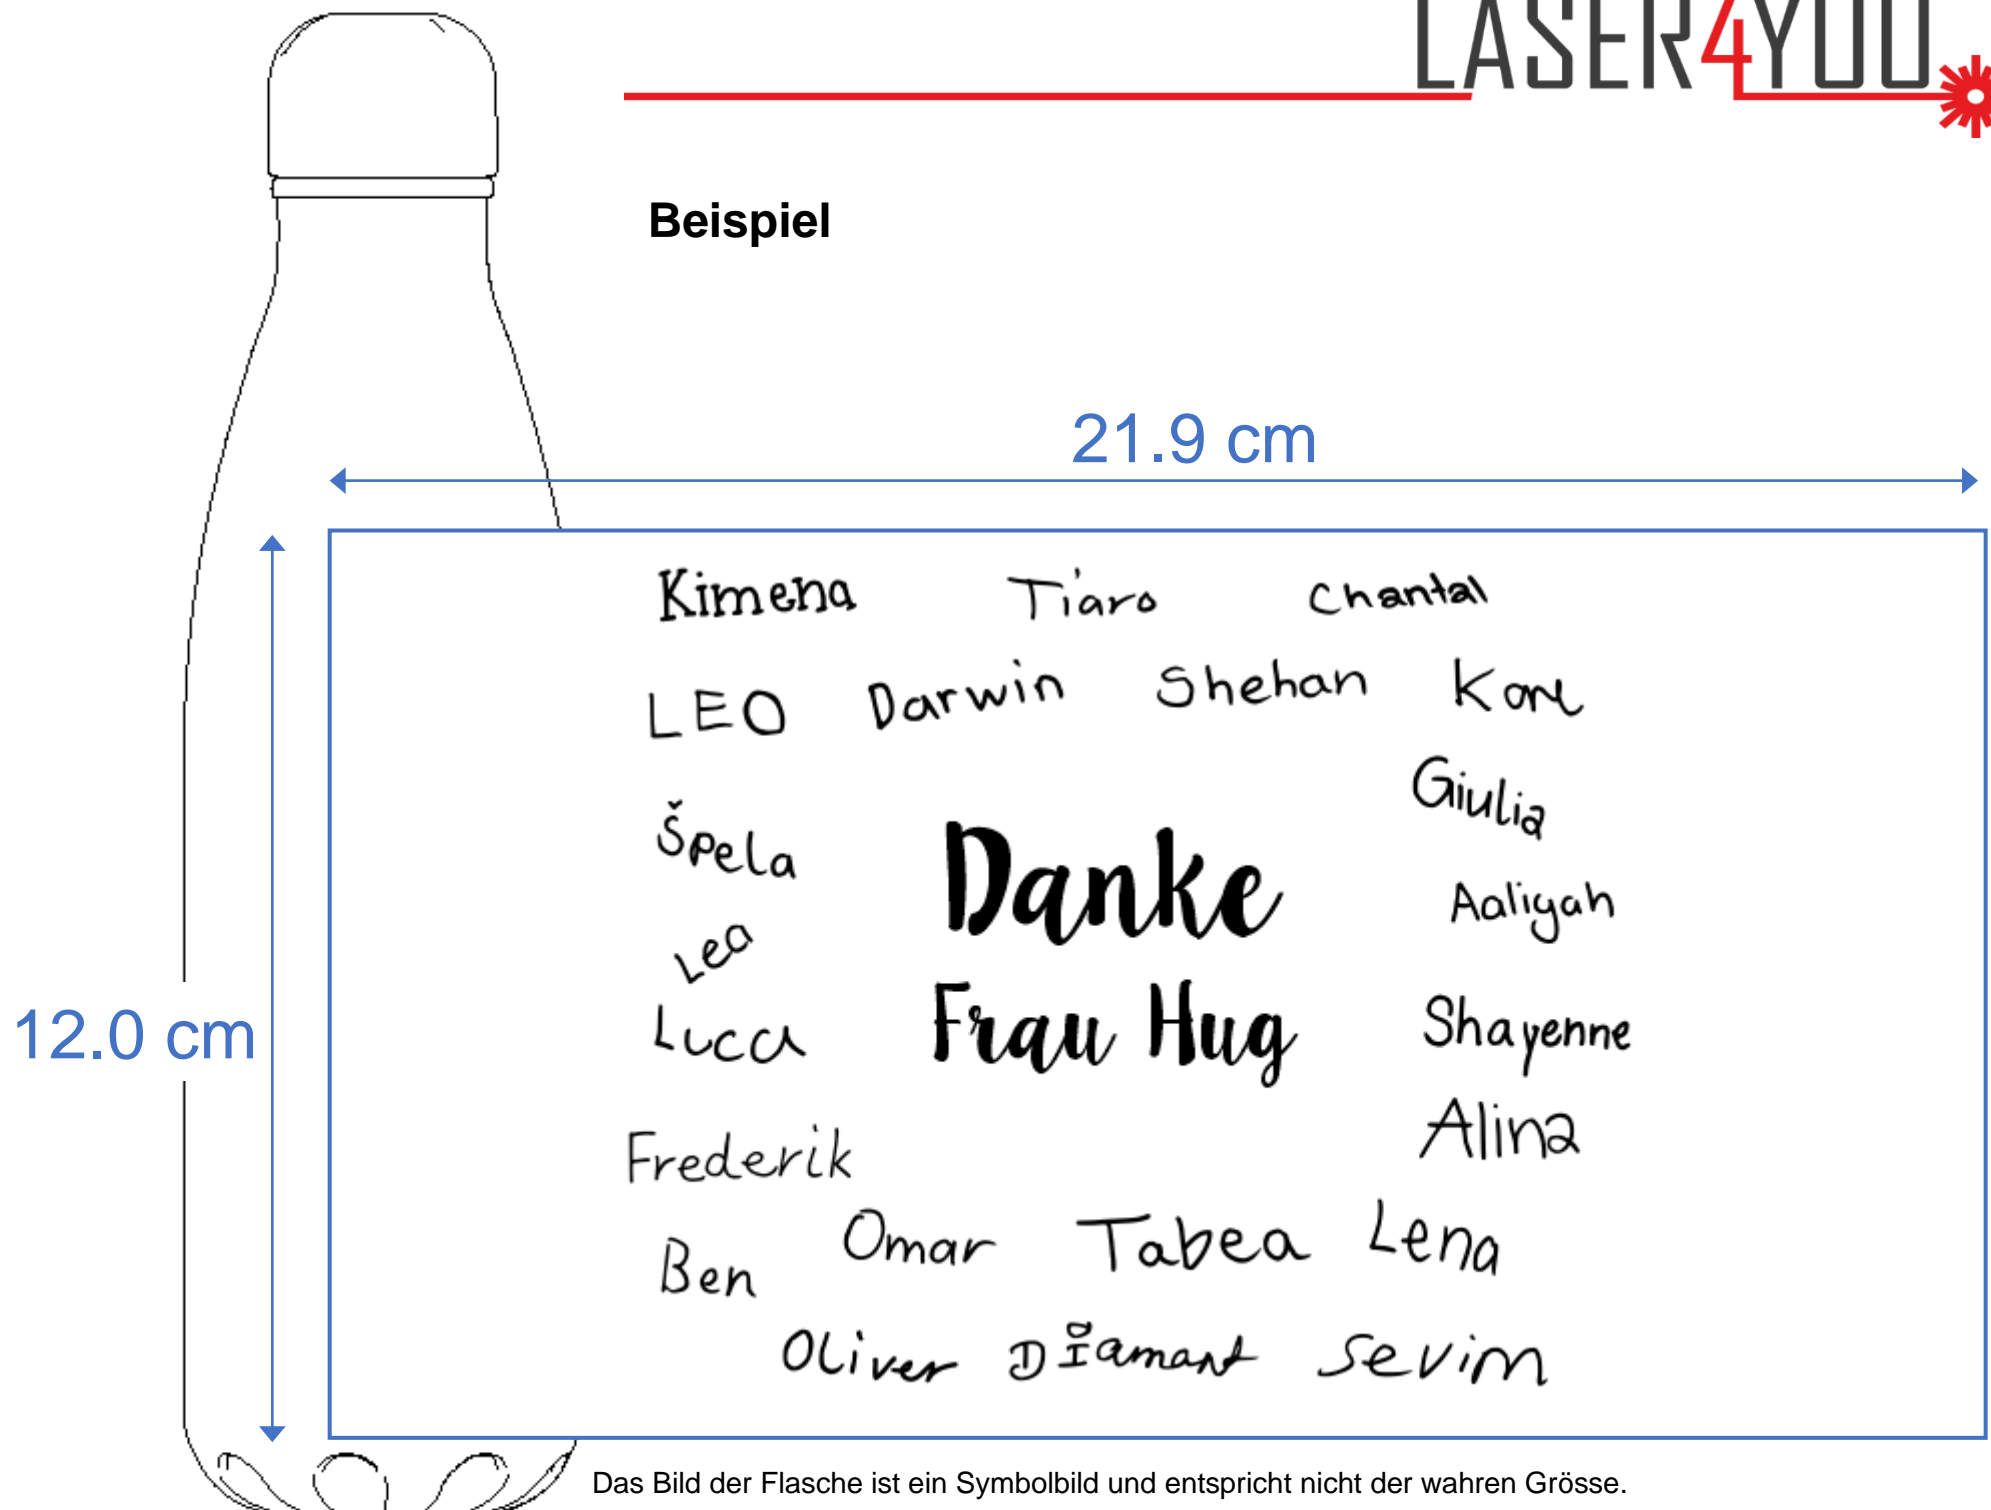 LASER4YOU
Beispiel
21.9 cm
12.0 cm
Kimena Tiaro Chantal
LEO Darwin Shehan
Giulia
Špela
Danke
Aaliyah
Lea
Frau Hug
Luca
Shayenne
Alina
Frederik
Omar Tabea Lena
Ben
Oliver Diamant Sevim
Das Bild der Flasche ist ein Symbolbild und entspricht nicht der wahren Grösse.